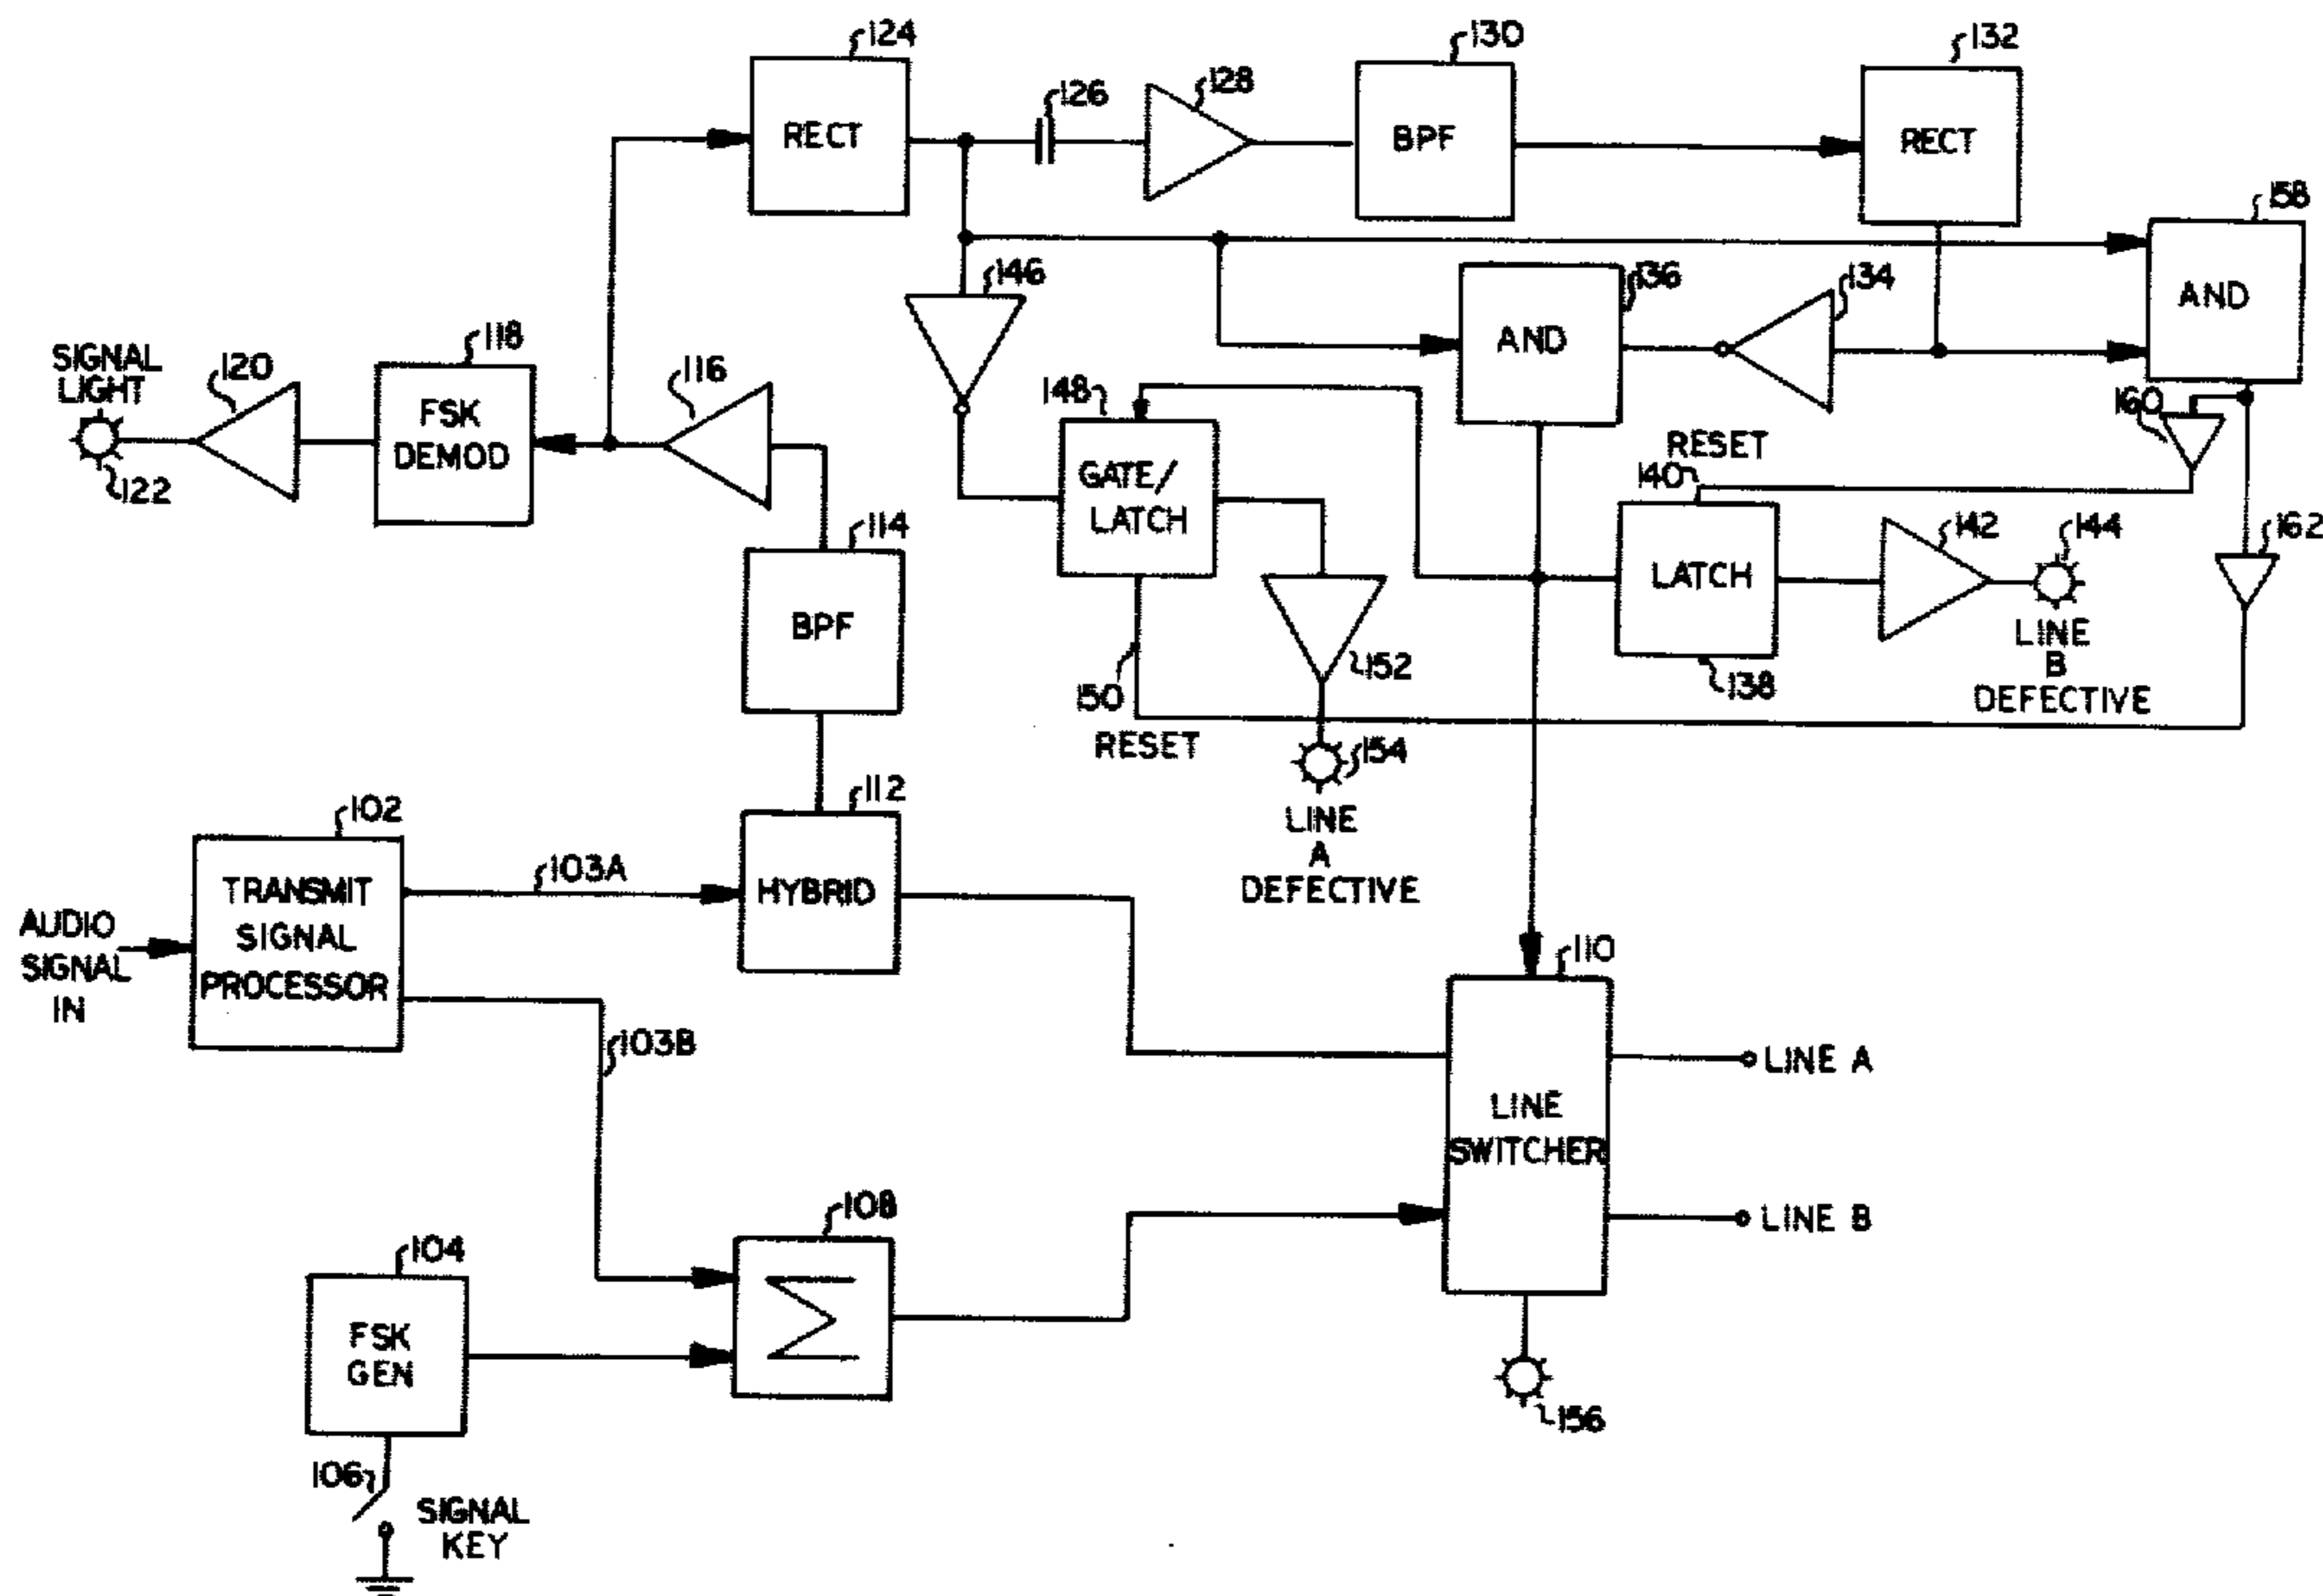 124
RECT
126
128
130
BPF
132
RECT
158
AND
146
136
AND
134
SIGNAL
LIGHT
122
120
118
FSK
DEMOD
116
148
GATE/
LATCH
160
RESET
140
LATCH
138
142
144
LINE
B
DEFECTIVE
162
114
BPF
150
RESET
152
154
LINE
A
DEFECTIVE
AUDIO
SIGNAL
IN
102
TRANSMIT
SIGNAL
PROCESSOR
103A
103B
112
HYBRID
110
LINE
SWITCHER
LINE A
LINE B
156
104
FSK
GEN
106
SIGNAL
KEY
108
Σ